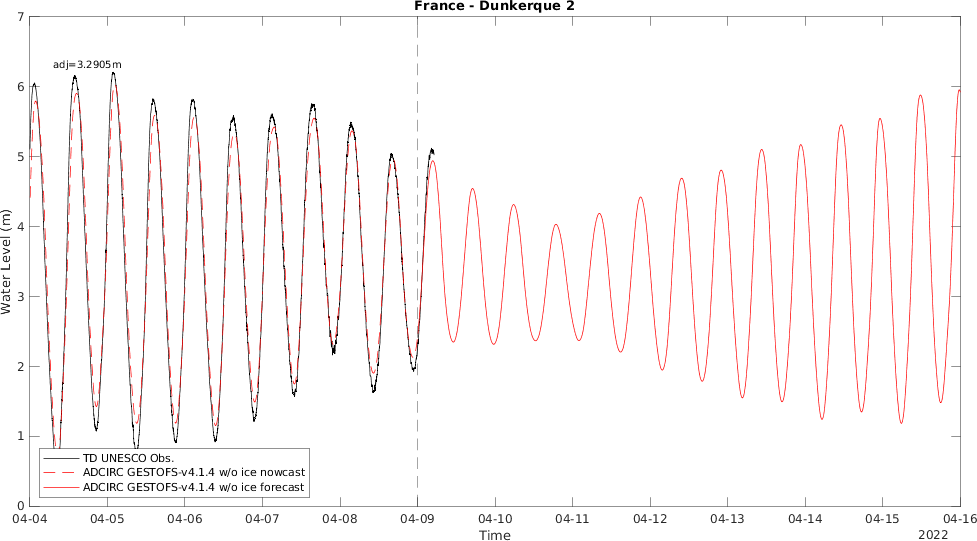 France - Dunkerque 2
7
adj=3.2905m
6
5
4
3
2
1
0
Water Level (m)
TD UNESCO Obs.
ADCIRC GESTOFS-v4.1.4 w/o ice nowcast
ADCIRC GESTOFS-v4.1.4 w/o ice forecast
04-04 04-05 04-06 04-07 04-08 04-09 04-10 04-11 04-12 04-13 04-14 04-15 04-16
Time
2022